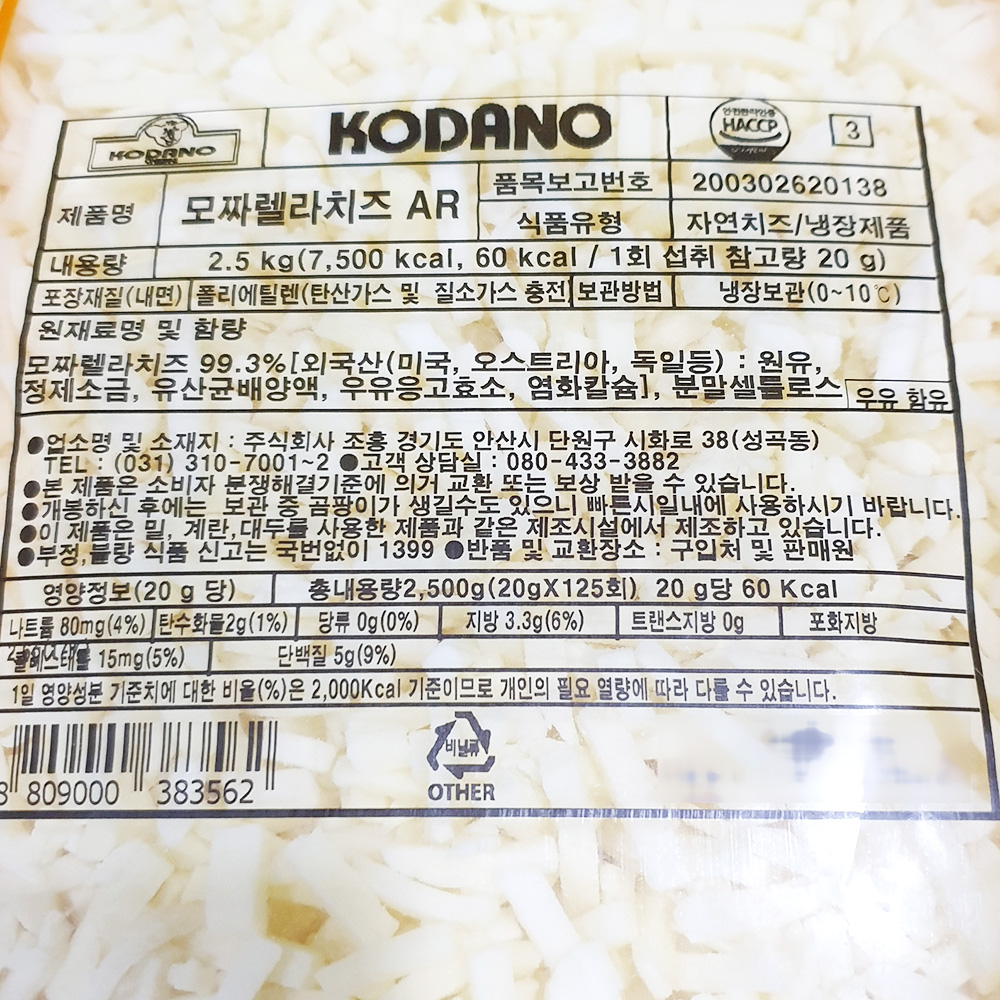 KODANO
KODANO
안전관리인증
HACCP
3
제품명
모짜렐라치즈 AR
품목보고번호
200302620138
식품유형
자연치즈/냉장제품
내용량
2.5 kg(7,500 kcal, 60 kcal / 1회 섭취 참고량 20 g)
포장재질(내면)
폴리에틸렌(탄산가스 및 질소가스 충전
보관방법
냉장보관(0~10℃)
원재료명 및 함량
모짜렐라치즈 99.3%[외국산(미국, 오스트리아, 독일등) : 원유,
정제소금, 유산균배양액, 우유응고효소, 염화칼슘], 분말셀룰로스
우유 함유
●업소명 및 소재지 : 주식회사 조흥 경기도 안산시 단원구 시화로 38(성곡동)
TEL : (031) 310-7001~2 ●고객 상담실 : 080-433-3882
●본 제품은 소비자 분쟁해결기준에 의거 교환 또는 보상 받을 수 있습니다.
●개봉하신 후에는 보관 중 곰팡이가 생길수도 있으니 빠른시일내에 사용하시기 바랍니다.
●이 제품은 밀, 계란,대두를 사용한 제품과 같은 제조시설에서 제조하고 있습니다.
●부정,불량 식품 신고는 국번없이 1399 ●반품 및 교환장소 : 구입처 및 판매원
영양정보(20 g 당)
총내용량2,500g(20gX125회) 20 g당 60 Kcal
나트륨 80mg(4%)
탄수화물2g(1%)
당류 0g(0%)
지방 3.3g(6%)
트랜스지방 0g
포화지방
콜레스테롤 15mg(5%)
단백질 5g(9%)
1일 영양성분 기준치에 대한 비율(%)은 2,000Kcal 기준이므로 개인의 필요 열량에 따라 다를 수 있습니다.
8 809000 383562
비닐류
OTHER